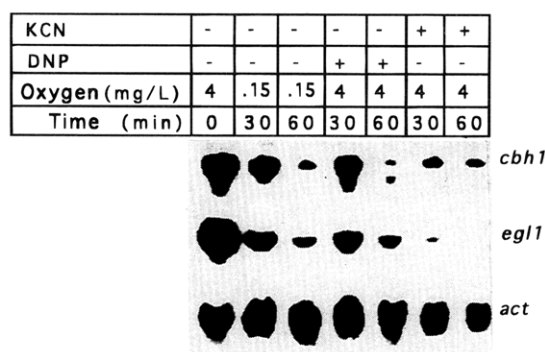 KCN - - - - - + +
DNP - - - + + - -
Oxygen (mg/L) 4 .15 .15 4 4 4 4
Time (min) 0 30 60 30 60 30 60
cbh1
egl1
act